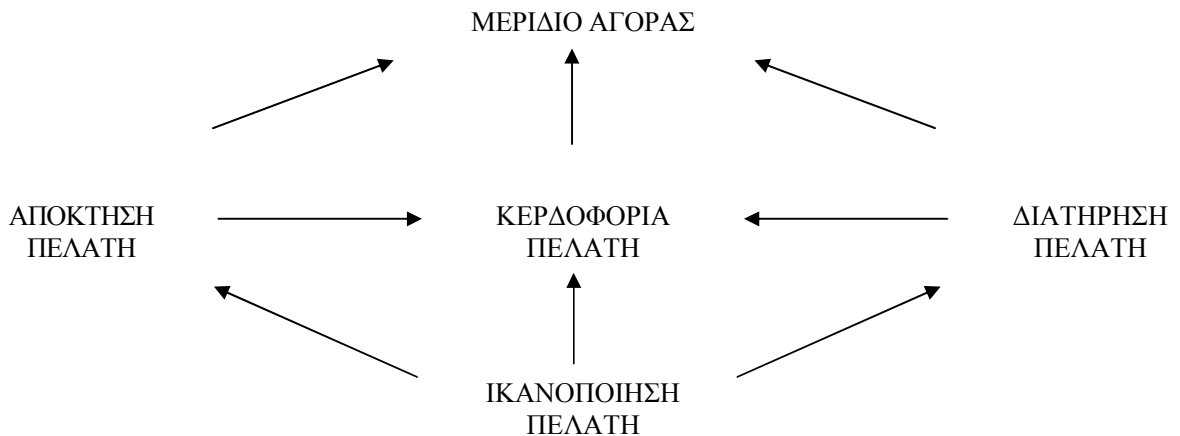 ΜΕΡΙΔΙΟ ΑΓΟΡΑΣ
ΑΠΟΚΤΗΣΗ
ΠΕΛΑΤΗ
ΚΕΡΔΟΦΟΡΙΑ
ΠΕΛΑΤΗ
ΔΙΑΤΗΡΗΣΗ
ΠΕΛΑΤΗ
ΙΚΑΝΟΠΟΙΗΣΗ
ΠΕΛΑΤΗ